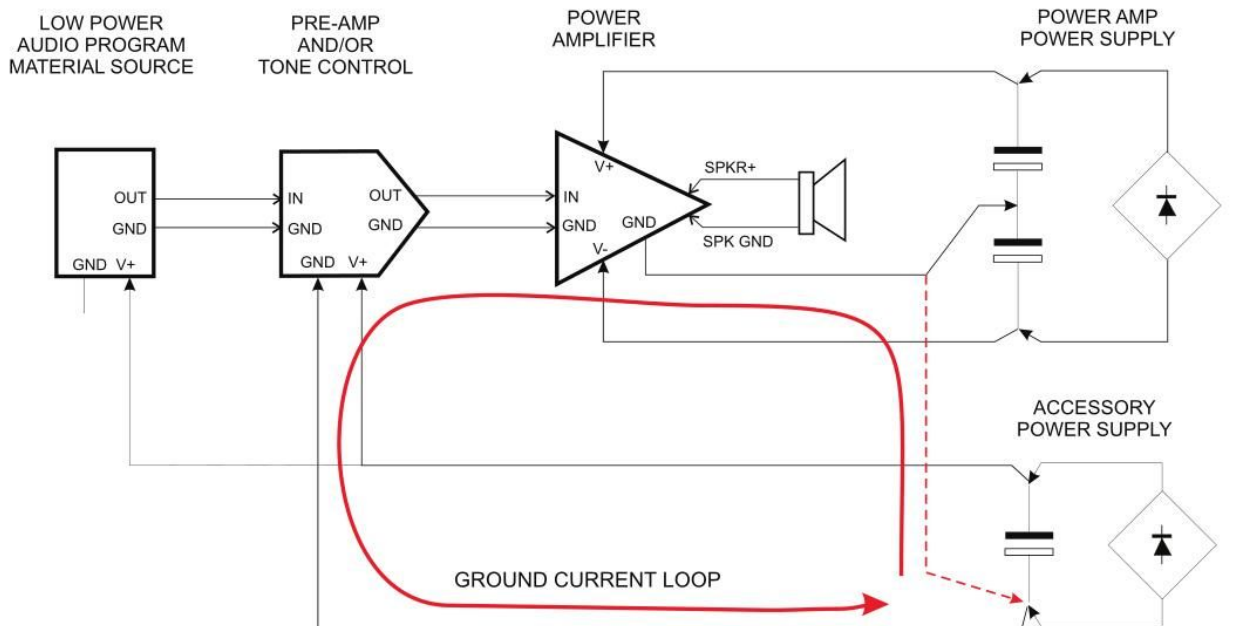 LOW POWER
AUDIO PROGRAM
MATERIAL SOURCE
PRE-AMP
AND/OR
TONE CONTROL
POWER
AMPLIFIER
POWER AMP
POWER SUPPLY
OUT
GND
GND V+
IN
GND
OUT
GND
GND V+
IN
GND
V+
GND
V-
SPKR+
SPK GND
ACCESSORY
POWER SUPPLY
GROUND CURRENT LOOP